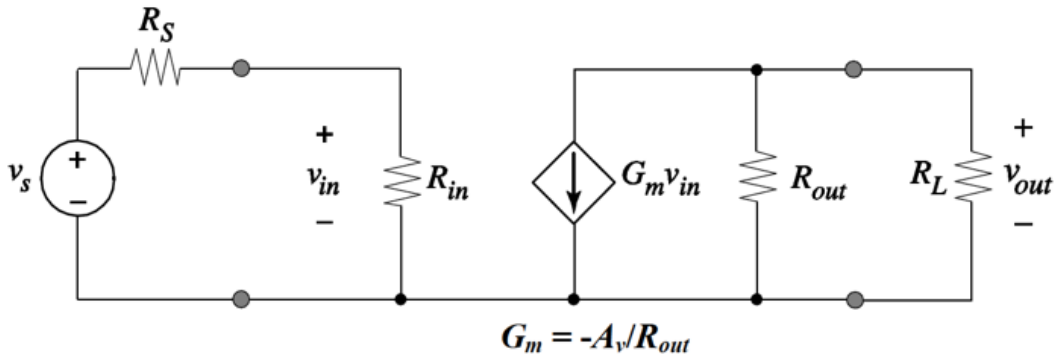 R_S
+
-
v_s
+
v_in
-
R_in
G_m v_in
R_out
R_L
+
v_out
-
G_m = -A_v/R_out